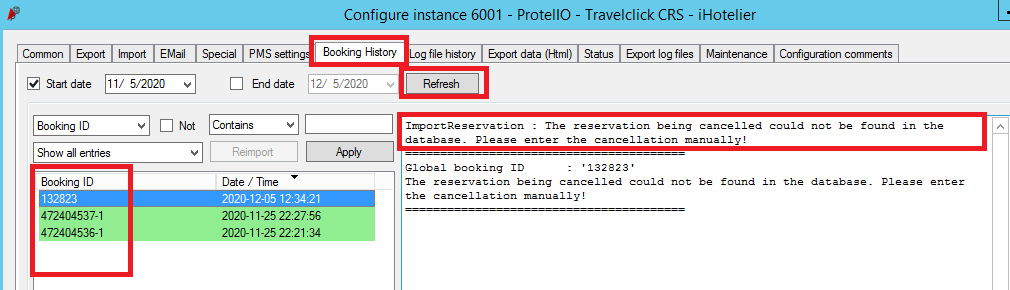 Configure instance 6001 - ProtelIO - Travelclick CRS - iHotelier
Common Export Import EMail Special PMS settings Booking History Log file history Export data (Html) Status Export log files Maintenance Configuration comments
Start date 11/ 5/2020 End date 12/ 5/2020 Refresh
Booking ID Not Contains
Show all entries Reimport Apply
Booking ID Date / Time
132823 2020-12-05 12:34:21
472404537-1 2020-11-25 22:27:56
472404536-1 2020-11-25 22:21:34
ImportReservation : The reservation being cancelled could not be found in the
database. Please enter the cancellation manually!
========================================
Global booking ID : '132823'
The reservation being cancelled could not be found in the database. Please enter
the cancellation manually!
========================================